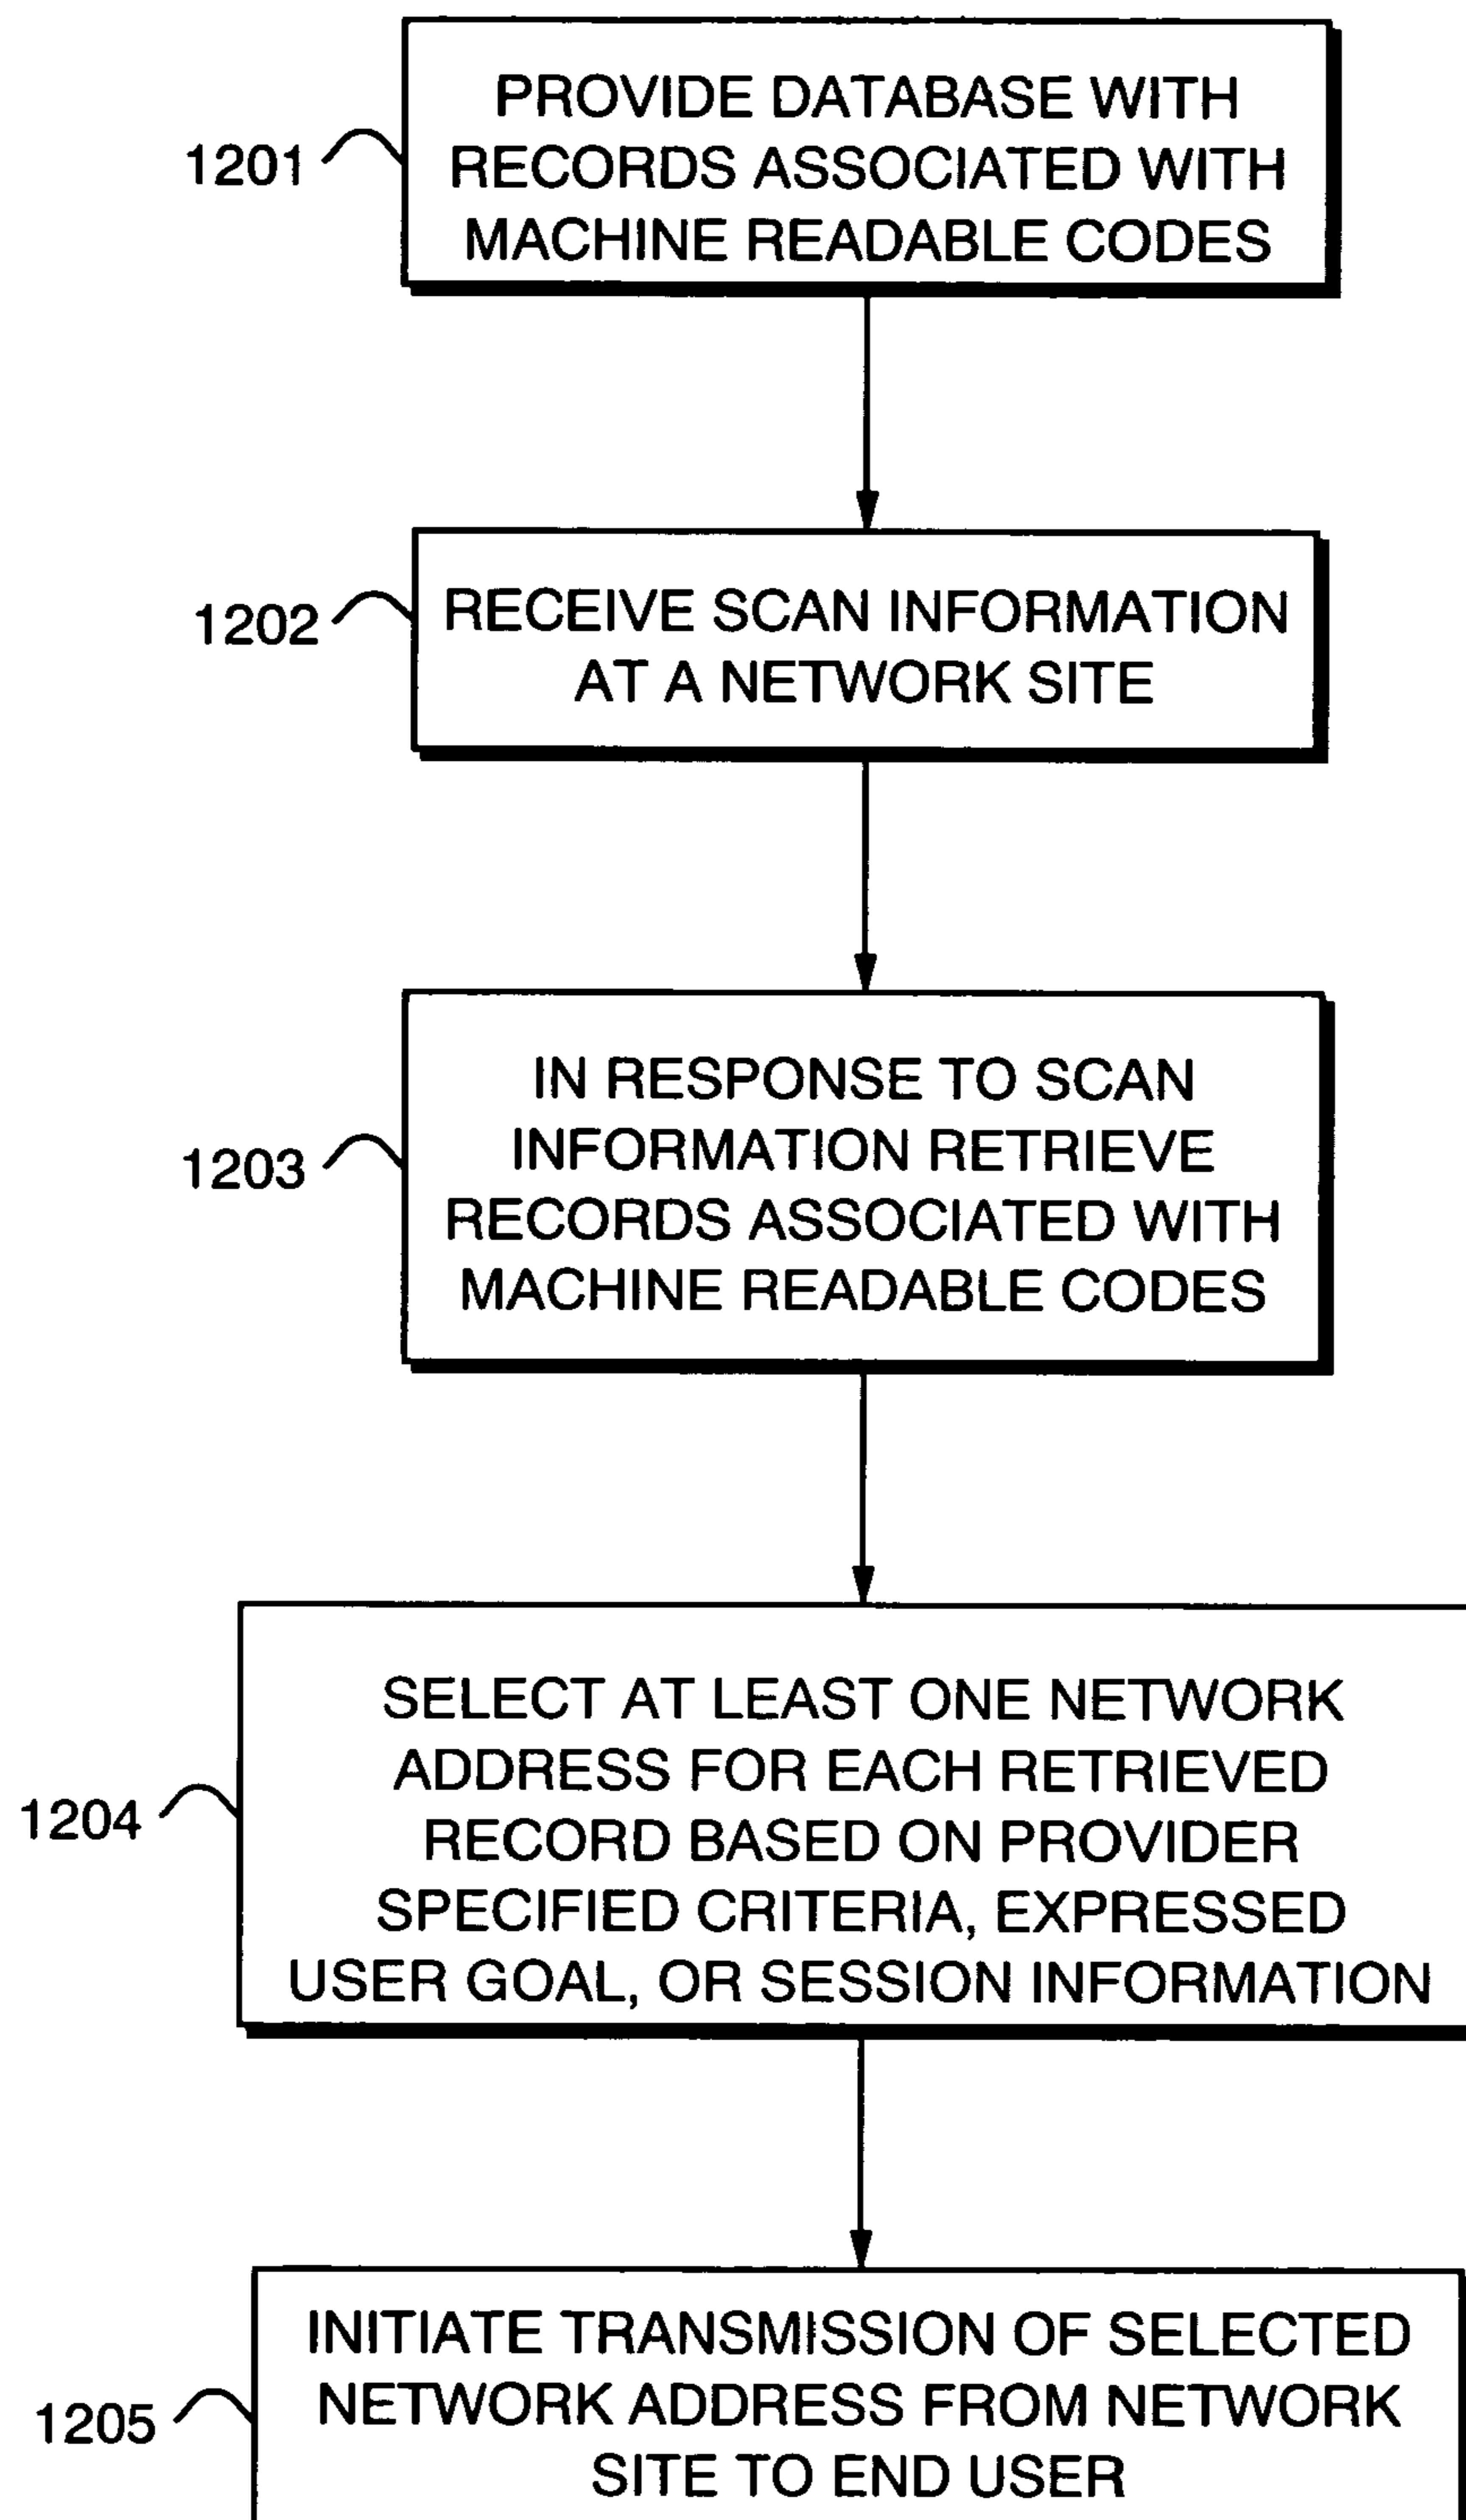 PROVIDE DATABASE WITH
RECORDS ASSOCIATED WITH
MACHINE READABLE CODES
1201
RECEIVE SCAN INFORMATION
AT A NETWORK SITE
1202
IN RESPONSE TO SCAN
INFORMATION RETRIEVE
RECORDS ASSOCIATED WITH
MACHINE READABLE CODES
1203
SELECT AT LEAST ONE NETWORK
ADDRESS FOR EACH RETRIEVED
RECORD BASED ON PROVIDER
SPECIFIED CRITERIA, EXPRESSED
USER GOAL, OR SESSION INFORMATION
1204
INITIATE TRANSMISSION OF SELECTED
NETWORK ADDRESS FROM NETWORK
SITE TO END USER
1205